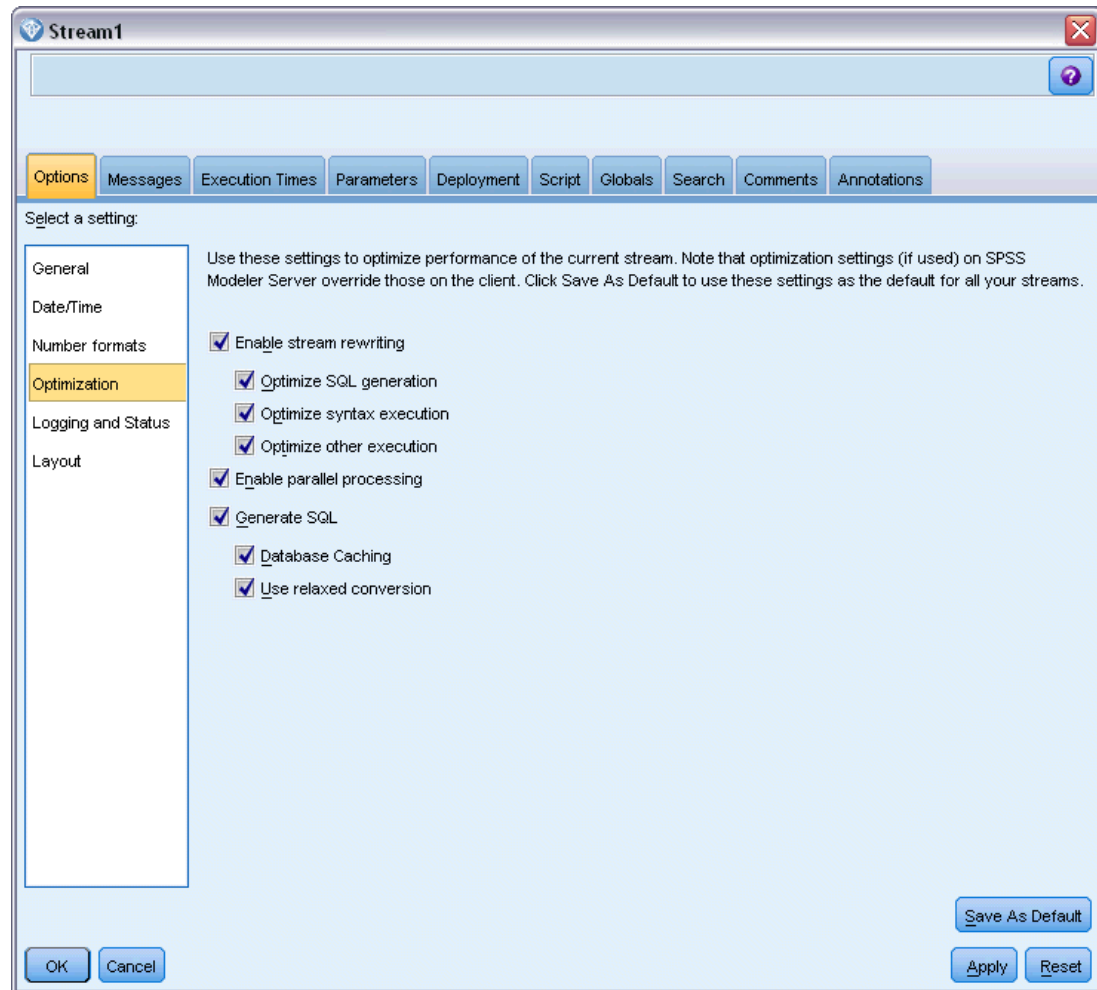 Stream1
?
Options Messages Execution Times Parameters Deployment Script Globals Search Comments Annotations
Select a setting:
General
Date/Time
Number formats
Optimization
Logging and Status
Layout
Use these settings to optimize performance of the current stream. Note that optimization settings (if used) on SPSS
Modeler Server override those on the client. Click Save As Default to use these settings as the default for all your streams.
Enable stream rewriting
Optimize SQL generation
Optimize syntax execution
Optimize other execution
Enable parallel processing
Generate SQL
Database Caching
Use relaxed conversion
Save As Default
OK Cancel Apply Reset